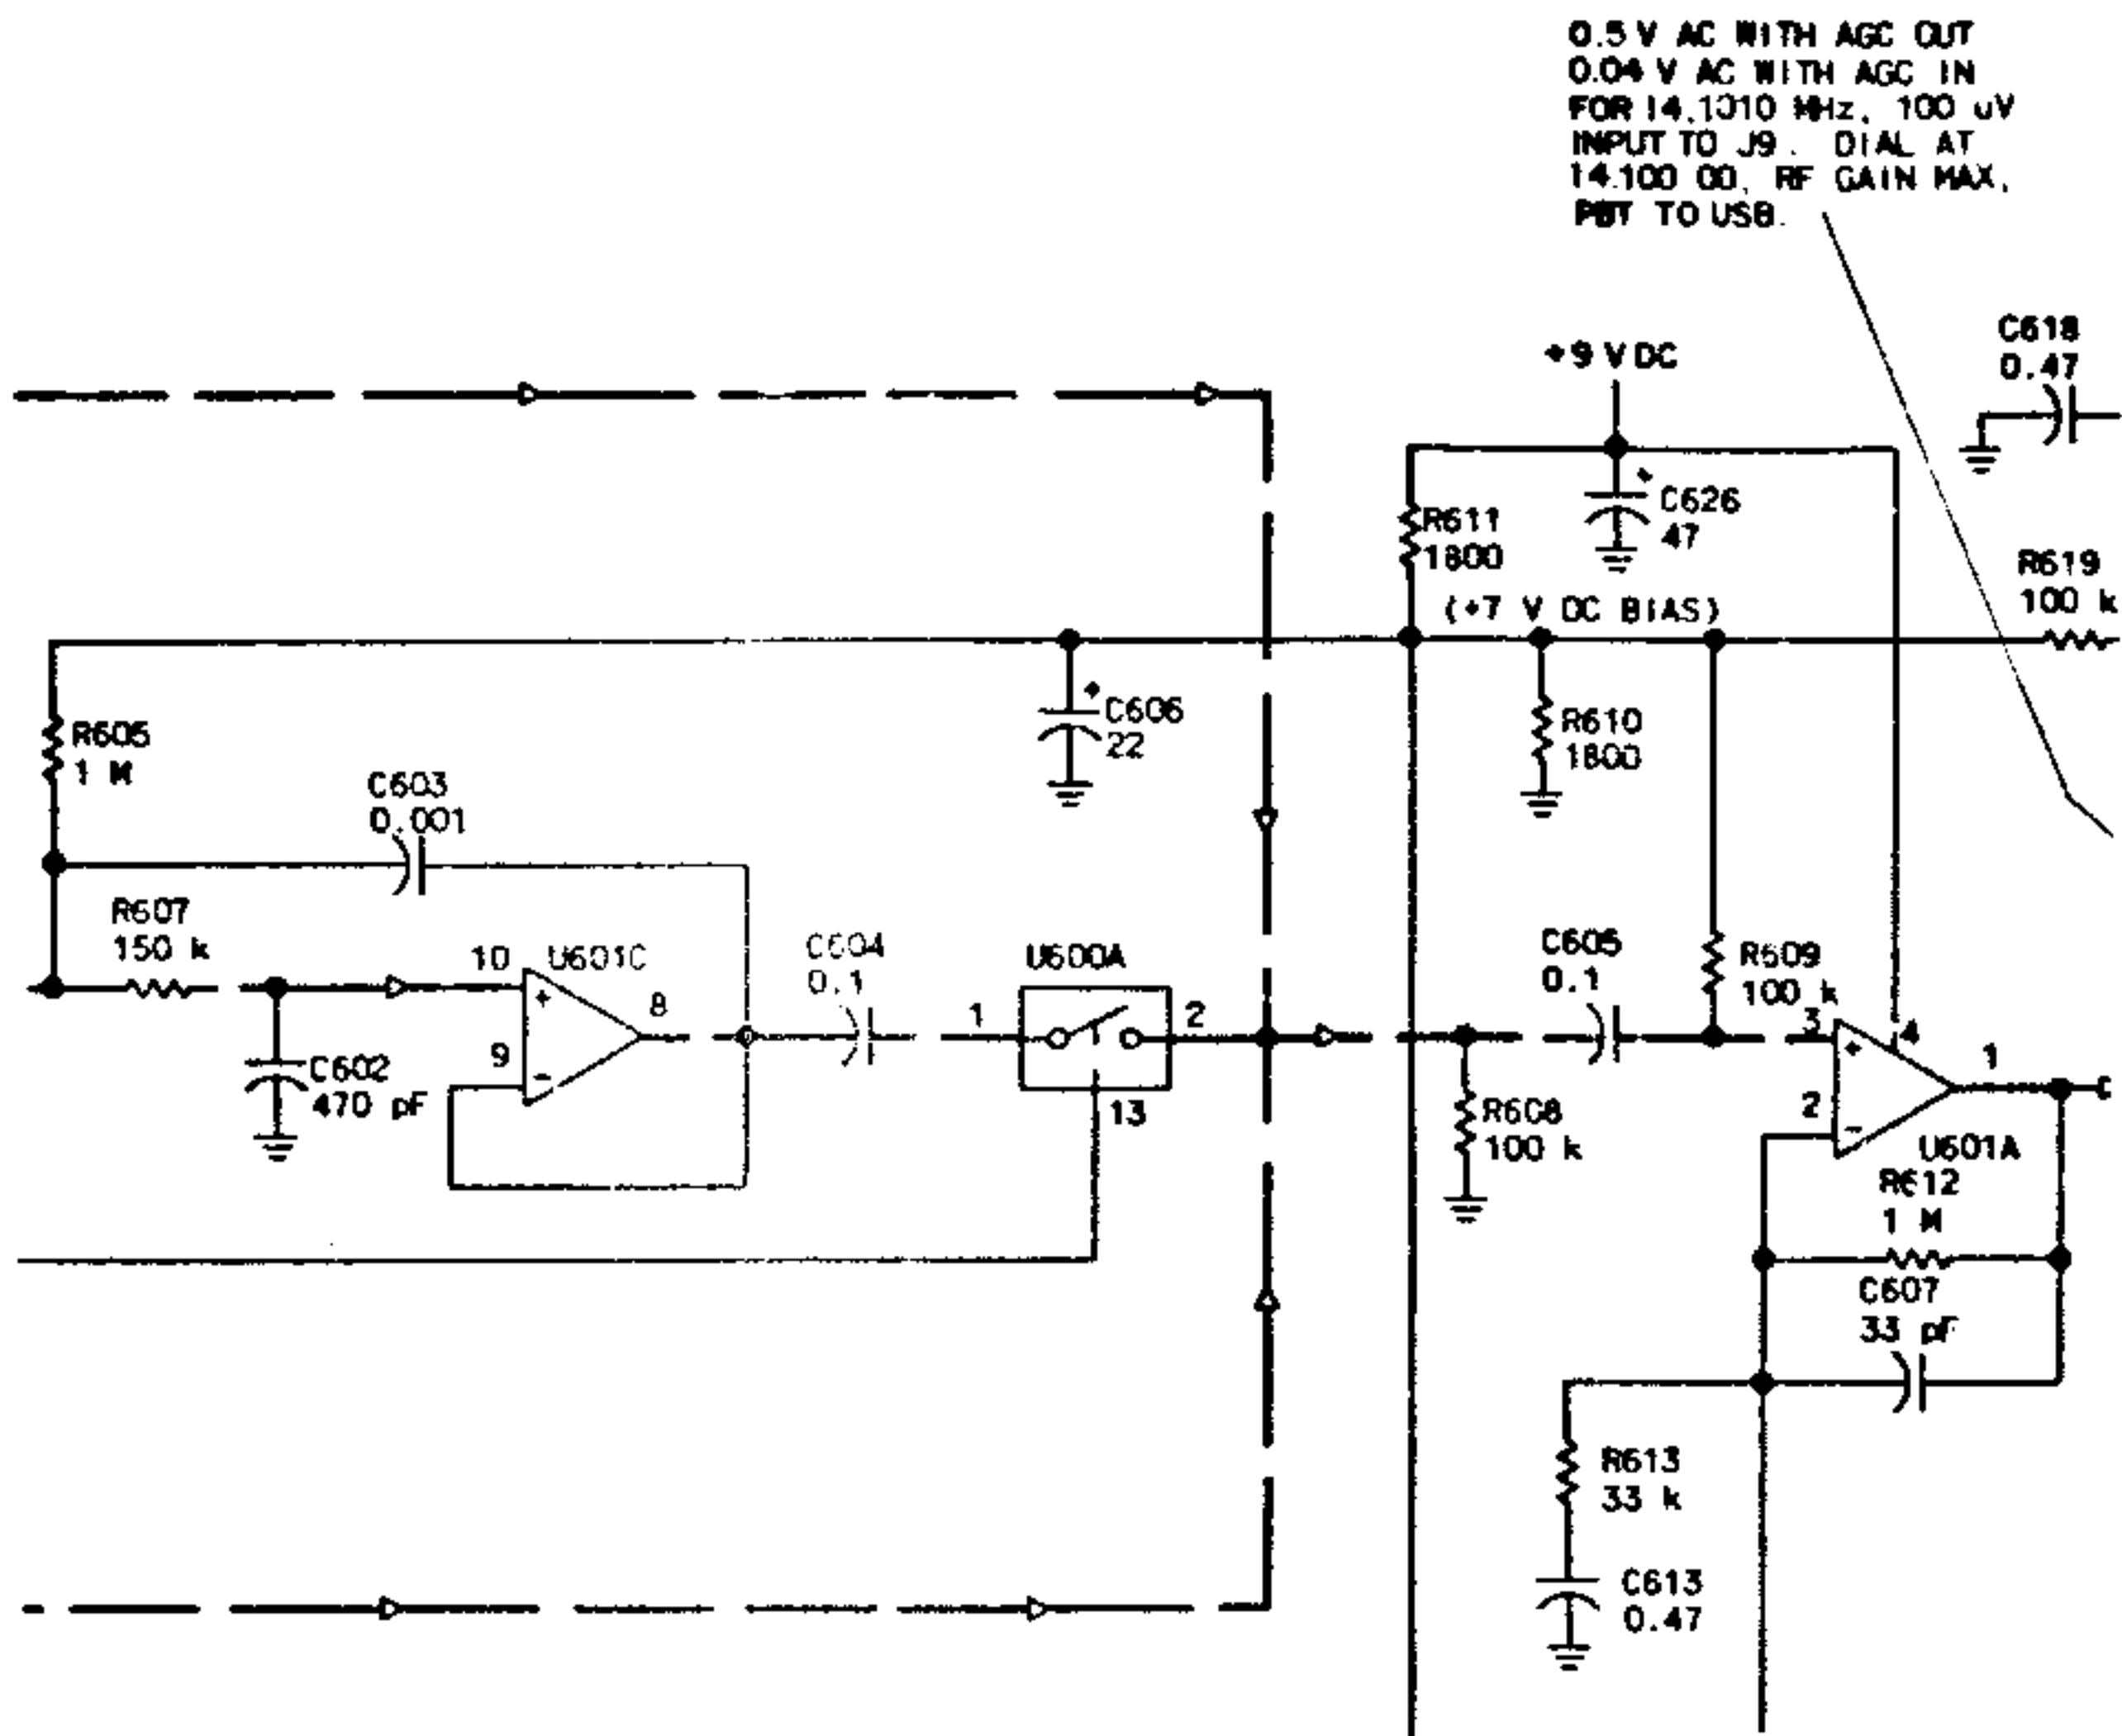 0.5 V AC WITH AGC OUT
0.04 V AC WITH AGC IN
FOR 14.1010 MHz, 100 uV
INPUT TO J9. DIAL AT
14.100 00, RF GAIN MAX,
PBT TO USB.
C618
0.47
+9 V DC
+
C626
47
R611
1800
R619
100 k
(+7 V DC BIAS)
+
C606
22
R610
1800
R605
1 M
C603
0.001
R607
150 k
10
U601C
+
8
9
-
C602
470 pF
C604
0.1
U600A
1
2
13
C605
0.1
R609
100 k
3
+
4
1
2
-
U601A
R608
100 k
R612
1 M
C607
33 pF
R613
33 k
C613
0.47